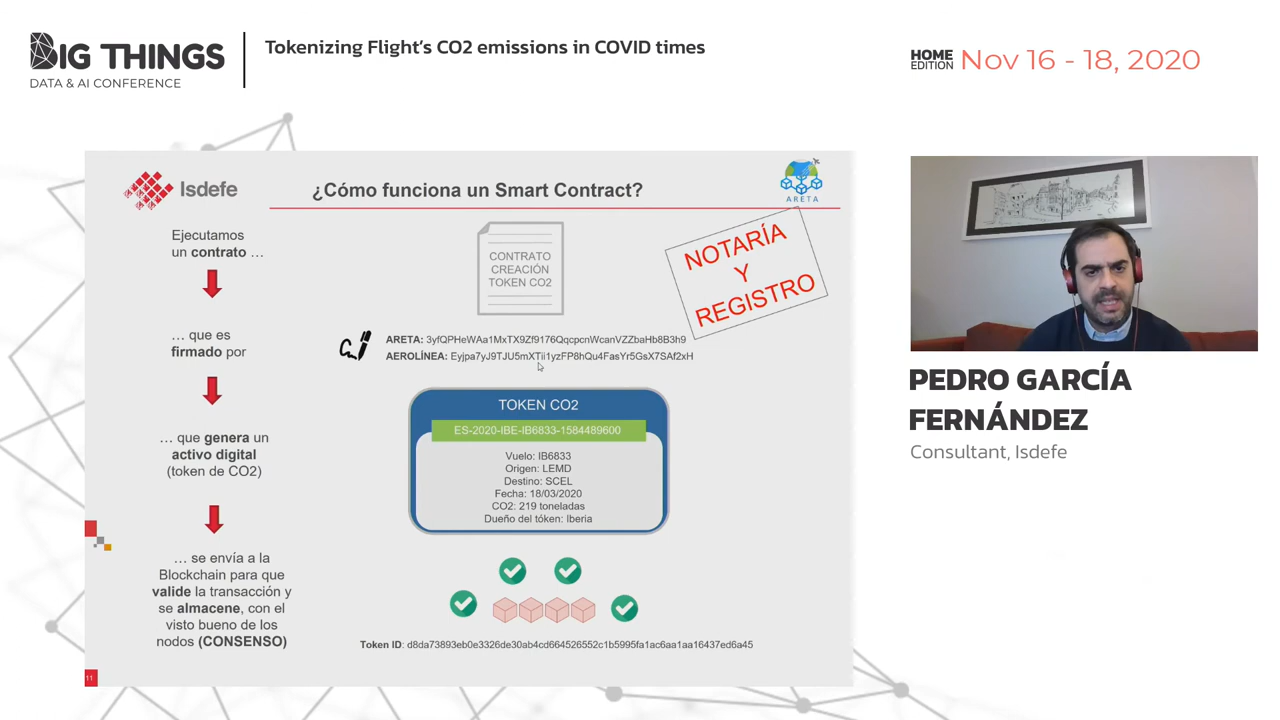 BIG THINGS
DATA & AI CONFERENCE
Tokenizing Flight's CO2 emissions in COVID times
HOME
EDITION
Nov 16 - 18, 2020
Isdefe
¿Cómo funciona un Smart Contract?
ARETA
Ejecutamos
un contrato ...
CONTRATO
CREACIÓN
TOKEN CO2
NOTARÍA
Y
REGISTRO
... que es
firmado por
ARETA: 3yfQPHeWAa1MxTX9Zf9176QqcpcnWcanVZZbaHb8B3h9
AEROLÍNEA: Eyjpa7yJ9TJU5mXTii1yzFP8hQu4FasYr5GsX7SAf2xH
... que genera un
activo digital
(token de CO2)
TOKEN CO2
ES-2020-IBE-IB6833-1584489600
Vuelo: IB6833
Origen: LEMD
Destino: SCEL
Fecha: 18/03/2020
CO2: 219 toneladas
Dueño del tóken: Iberia
... se envía a la
Blockchain para que
valide la transacción y
se almacene, con el
visto bueno de los
nodos (CONSENSO)
Token ID: d8da73893eb0e3326de30ab4cd664526552c1b5995fa1ac6aa1aa16437ed6a45
11
PEDRO GARCÍA
FERNÁNDEZ
Consultant, Isdefe